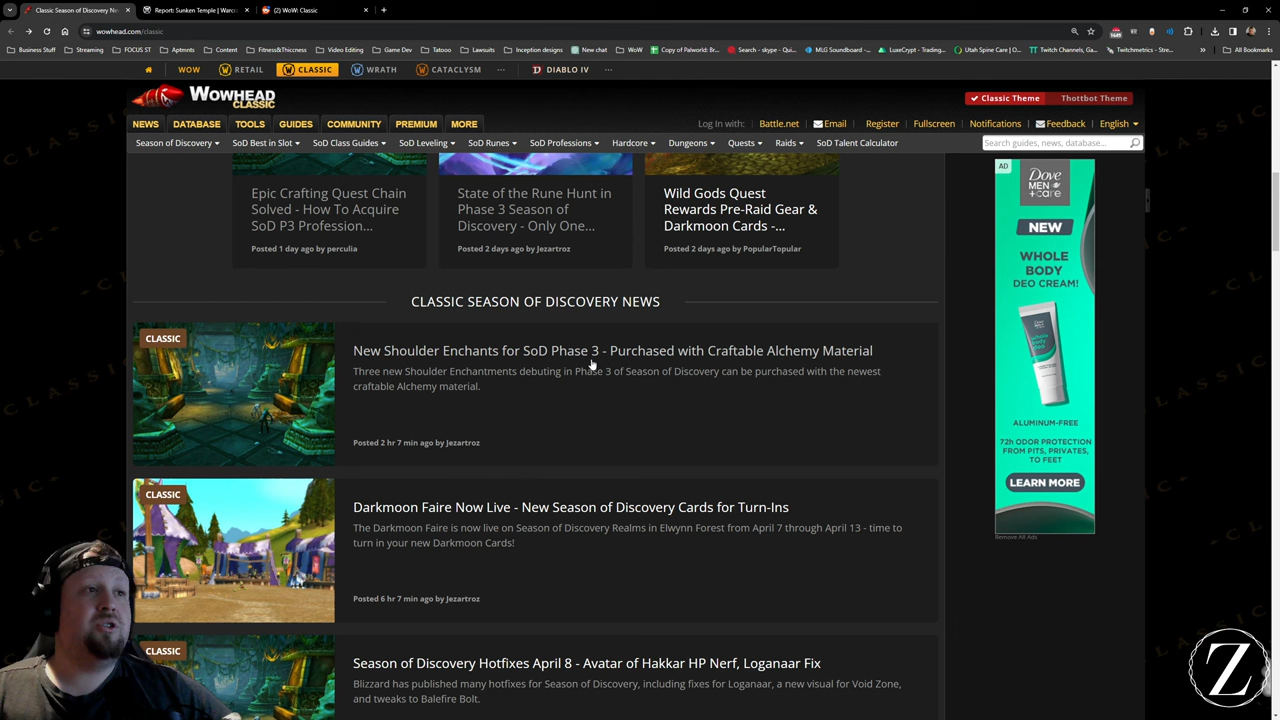 Classic Season of Discovery Ne
Report: Sunken Temple | Warcr
(2) WoW: Classic
wowhead.com/classic
Business Stuff
Streaming
FOCUS ST
Aptmnts
Content
Fitness&Thiccness
Video Editing
Game Dev
Tatooo
Lawsuits
Inception designs
New chat
WoW
Copy of Palworld: Br...
Search - skype - Qui...
MLG Soundboard -...
LuxeCrypt - Trading...
Utah Spine Care | O...
Twitch Channels, Ga...
Twitchmetrics - Stre...
All Bookmarks
WOW
RETAIL
CLASSIC
WRATH
CATACLYSM
...
DIABLO IV
...
WOWHEAD
CLASSIC
Classic Theme
Thottbot Theme
NEWS
DATABASE
TOOLS
GUIDES
COMMUNITY
PREMIUM
MORE
Log In with:
Battle.net
Email
Register
Fullscreen
Notifications
Feedback
English
Season of Discovery
SoD Best in Slot
SoD Class Guides
SoD Leveling
SoD Runes
SoD Professions
Hardcore
Dungeons
Quests
Raids
SoD Talent Calculator
Search guides, news, database...
Epic Crafting Quest Chain
Solved - How To Acquire
SoD P3 Profession...
Posted 1 day ago by perculia
State of the Rune Hunt in
Phase 3 Season of
Discovery - Only One...
Posted 2 days ago by Jezartroz
Wild Gods Quest
Rewards Pre-Raid Gear &
Darkmoon Cards -...
Posted 2 days ago by PopularTopular
CLASSIC SEASON OF DISCOVERY NEWS
CLASSIC
New Shoulder Enchants for SoD Phase 3 - Purchased with Craftable Alchemy Material
Three new Shoulder Enchantments debuting in Phase 3 of Season of Discovery can be purchased with the newest
craftable Alchemy material.
Posted 2 hr 7 min ago by Jezartroz
CLASSIC
Darkmoon Faire Now Live - New Season of Discovery Cards for Turn-Ins
The Darkmoon Faire is now live on Season of Discovery Realms in Elwynn Forest from April 7 through April 13 - time to
turn in your new Darkmoon Cards!
Posted 6 hr 7 min ago by Jezartroz
CLASSIC
Season of Discovery Hotfixes April 8 - Avatar of Hakkar HP Nerf, Loganaar Fix
Blizzard has published many hotfixes for Season of Discovery, including fixes for Loganaar, a new visual for Void Zone,
and tweaks to Balefire Bolt.
AD
Dove
MEN
+care
NEW
WHOLE
BODY
DEO CREAM!
ALUMINUM-FREE
72h ODOR PROTECTION
FROM PITS, PRIVATES,
TO FEET
LEARN MORE
Remove All Ads
Z